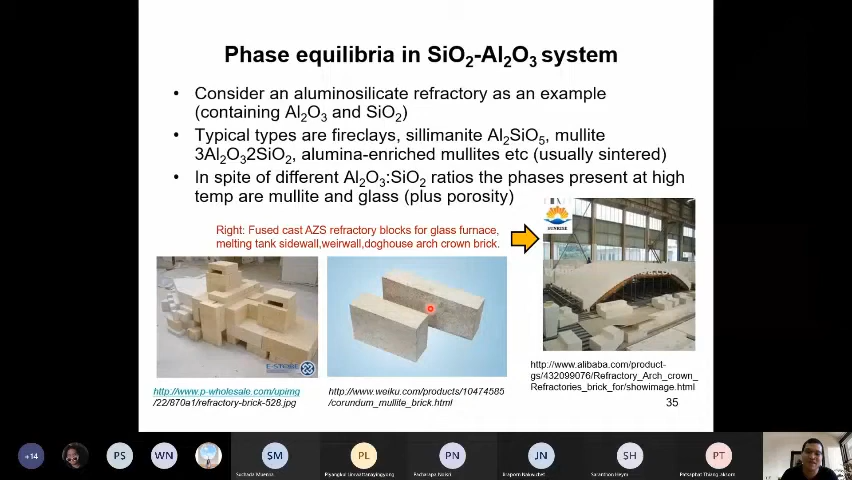 Phase equilibria in SiO2-Al2O3 system
• Consider an aluminosilicate refractory as an example
(containing Al2O3 and SiO2)
• Typical types are fireclays, sillimanite Al2SiO5, mullite
3Al2O32SiO2, alumina-enriched mullites etc (usually sintered)
• In spite of different Al2O3:SiO2 ratios the phases present at high
temp are mullite and glass (plus porosity)
Right: Fused cast AZS refractory blocks for glass furnace,
melting tank sidewall,weirwall,doghouse arch crown brick.
SUNRISE
E-STONE
http://www.p-wholesale.com/upimg
/22/870a1/refractory-brick-528.jpg
http://www.weiku.com/products/10474585
/corundum_mullite_brick.html
http://www.alibaba.com/product-
gs/432099076/Refractory_Arch_crown_
Refractories_brick_for/showimage.html
35
+14
PS
WN
SM
PL
PN
JN
SH
PT
Suchada Muensa